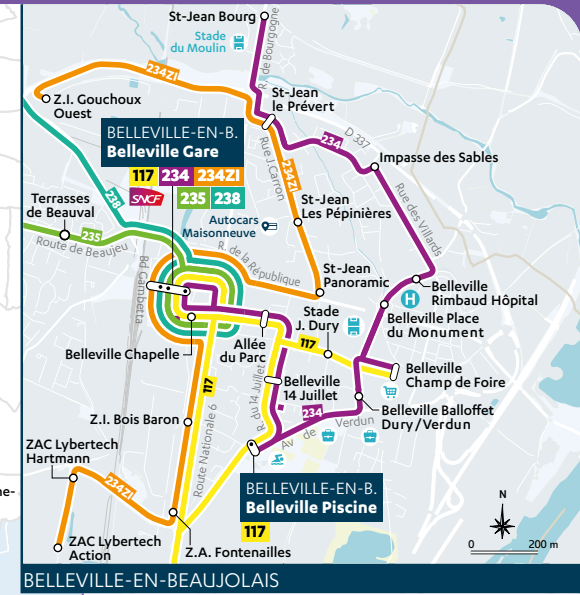 St-Jean Bourg
Stade
du Moulin
R. de Bourgogne
234ZI
Z.I. Gouchoux
Ouest
St-Jean
le Prévert
D 337
234
Impasse des Sables
BELLEVILLE-EN-B.
Belleville Gare
117 234 234ZI
SNCF 235 238
Rue J.Carron
234ZI
Rue des Villards
Terrasses
de Beauval
238
235
Route de Beaujeu
Autocars
Maisonneuve
St-Jean
Les Pépinières
R. de la République
Bd Gambetta
St-Jean
Panoramic
H
Belleville
Rimbaud Hôpital
Belleville Place
du Monument
Stade
J. Dury
117
Allée
du Parc
Belleville Chapelle
117
Belleville
Champ de Foire
R. du 14 Juillet
Belleville
14 Juillet
234
Av. de Verdun
Belleville Balloffet
Dury/Verdun
Z.I. Bois Baron
Route Nationale 6
ZAC Lybertech
Hartmann
234ZI
ne-
BELLEVILLE-EN-B.
Belleville Piscine
117
ZAC Lybertech
Action
Z.A. Fontenailles
N
0 200 m
BELLEVILLE-EN-BEAUJOLAIS